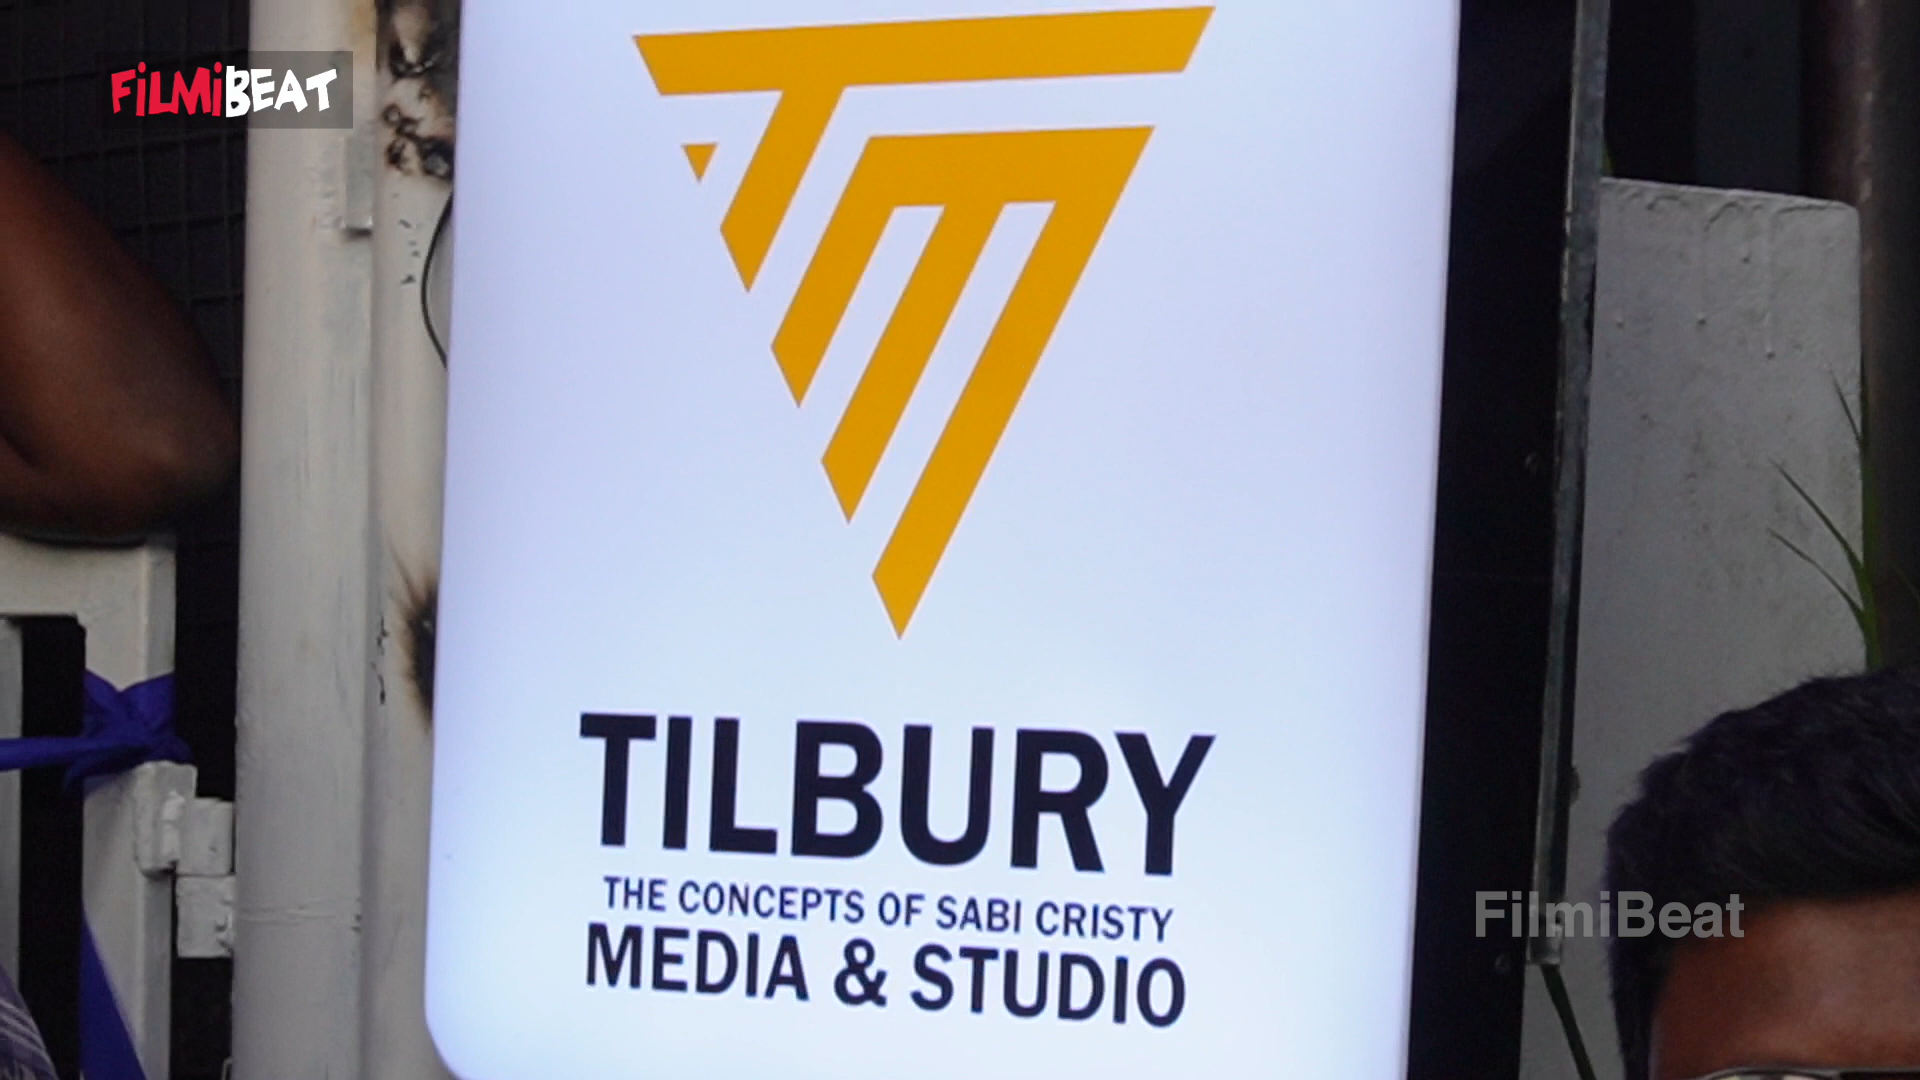 FiLMiBEAT
TILBURY
THE CONCEPTS OF SABI CRISTY
MEDIA & STUDIO
FilmiBeat